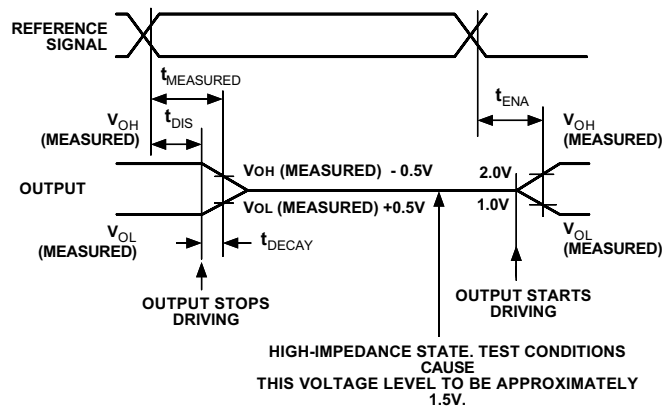 REFERENCE
SIGNAL
tMEASURED
tDIS
tENA
VOH
(MEASURED)
VOH
(MEASURED)
OUTPUT
VOH (MEASURED) - 0.5V
VOL (MEASURED) +0.5V
2.0V
1.0V
VOL
(MEASURED)
VOL
(MEASURED)
tDECAY
OUTPUT STOPS
DRIVING
OUTPUT STARTS
DRIVING
HIGH-IMPEDANCE STATE. TEST CONDITIONS
CAUSE
THIS VOLTAGE LEVEL TO BE APPROXIMATELY
1.5V.